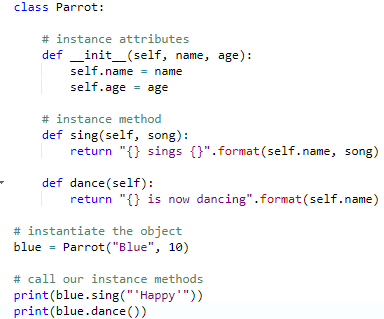 class Parrot:
# instance attributes
def __init__(self, name, age):
self.name = name
self.age = age
# instance method
def sing(self, song):
return "{} sings {}".format(self.name, song)
def dance(self):
return "{} is now dancing".format(self.name)
# instantiate the object
blue = Parrot("Blue", 10)
# call our instance methods
print(blue.sing("'Happy'"))
print(blue.dance())